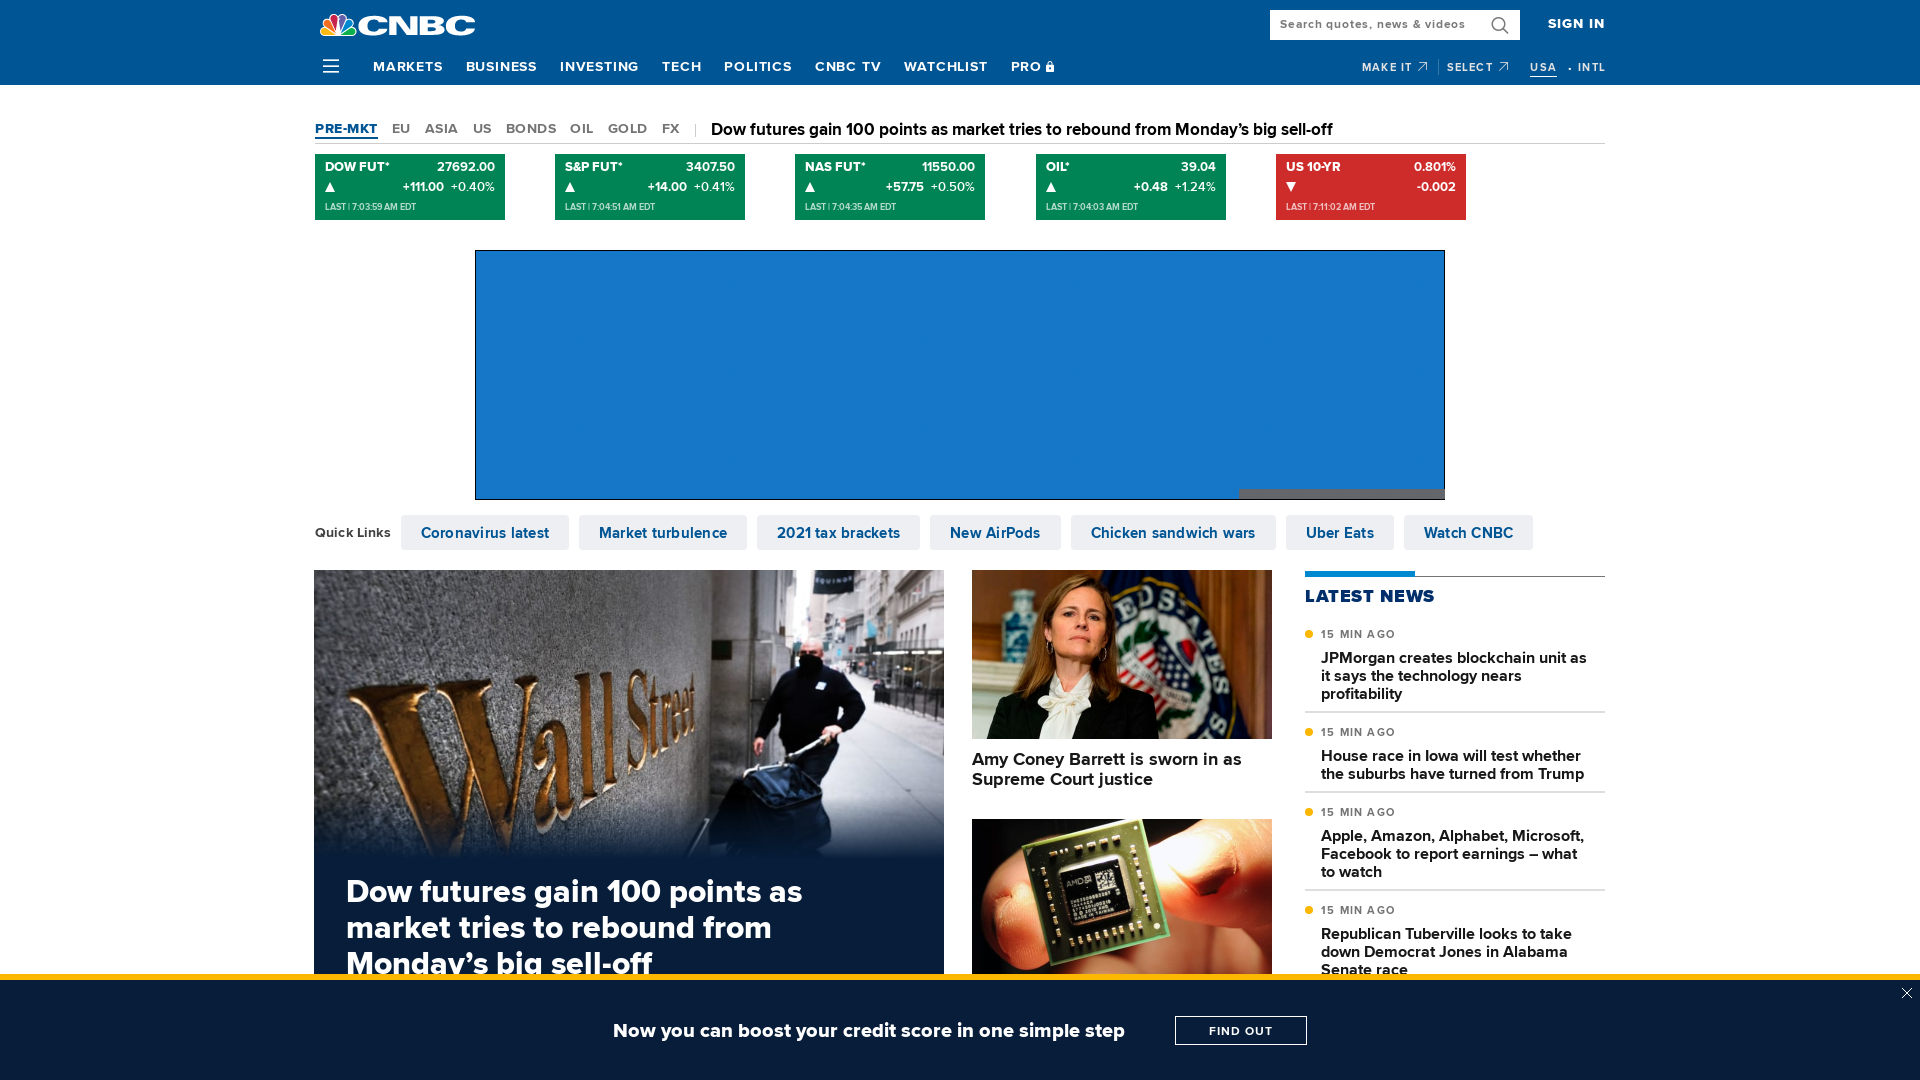 CNBC
Search quotes, news & videos
SIGN IN
MARKETS BUSINESS INVESTING TECH POLITICS CNBC TV WATCHLIST PRO
MAKE IT SELECT USA • INTL
PRE-MKT EU ASIA US BONDS OIL GOLD FX
Dow futures gain 100 points as market tries to rebound from Monday’s big sell-off
DOW FUT* 27692.00
+111.00 +0.40%
LAST | 7:03:59 AM EDT
S&P FUT* 3407.50
+14.00 +0.41%
LAST | 7:04:51 AM EDT
NAS FUT* 11550.00
+57.75 +0.50%
LAST | 7:04:35 AM EDT
OIL* 39.04
+0.48 +1.24%
LAST | 7:04:03 AM EDT
US 10-YR 0.801%
-0.002
LAST | 7:11:02 AM EDT
Quick Links Coronavirus latest Market turbulence 2021 tax brackets New AirPods Chicken sandwich wars Uber Eats Watch CNBC
EQUINOX
Wall Street
Dow futures gain 100 points as
market tries to rebound from
Monday’s big sell-off
Amy Coney Barrett is sworn in as
Supreme Court justice
AMD
LATEST NEWS
15 MIN AGO
JPMorgan creates blockchain unit as
it says the technology nears
profitability
15 MIN AGO
House race in Iowa will test whether
the suburbs have turned from Trump
15 MIN AGO
Apple, Amazon, Alphabet, Microsoft,
Facebook to report earnings – what
to watch
15 MIN AGO
Republican Tuberville looks to take
down Democrat Jones in Alabama
Senate race
Now you can boost your credit score in one simple step
FIND OUT